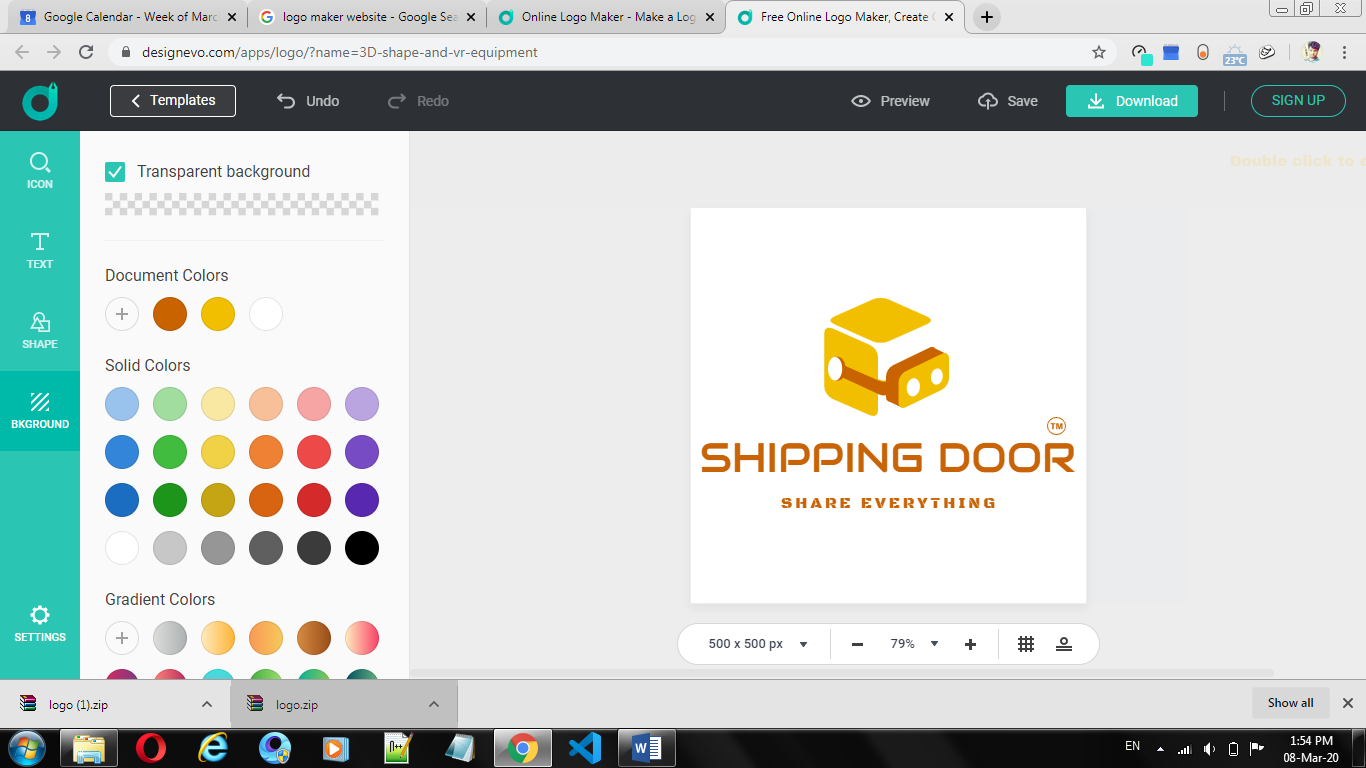 Google Calendar - Week of Marc
logo maker website - Google Sea
Online Logo Maker - Make a Log
Free Online Logo Maker, Create
designevo.com/apps/logo/?name=3D-shape-and-vr-equipment
23°C
Templates
Undo
Redo
Preview
Save
Download
SIGN UP
ICON
TEXT
SHAPE
BKGROUND
SETTINGS
Transparent background
Document Colors
Solid Colors
Gradient Colors
Double click to e
TM
SHIPPING DOOR
SHARE EVERYTHING
500 x 500 px
79%
logo (1).zip
logo.zip
Show all
EN
1:54 PM
08-Mar-20